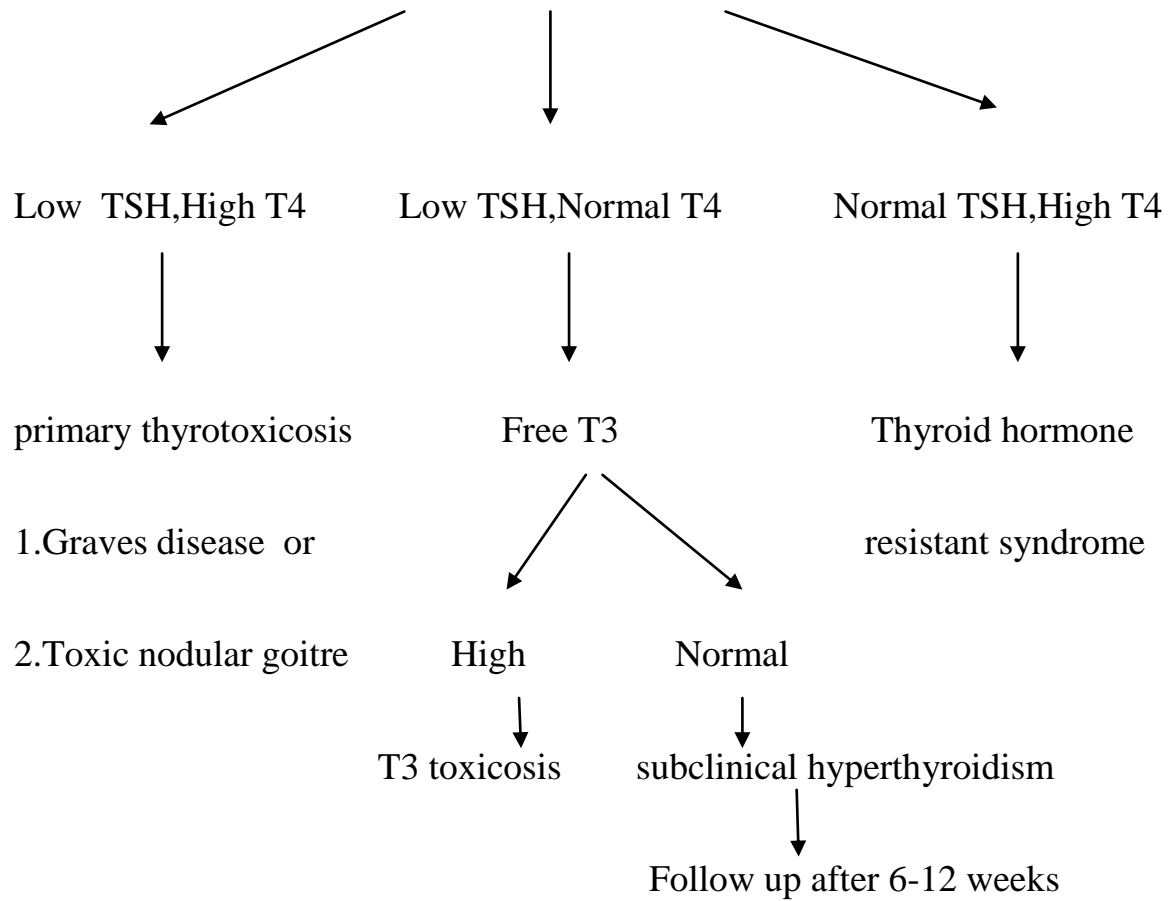 Low TSH,High T4 Low TSH,Normal T4 Normal TSH,High T4
primary thyrotoxicosis Free T3 Thyroid hormone
1.Graves disease or resistant syndrome
2.Toxic nodular goitre High Normal
T3 toxicosis subclinical hyperthyroidism
Follow up after 6-12 weeks